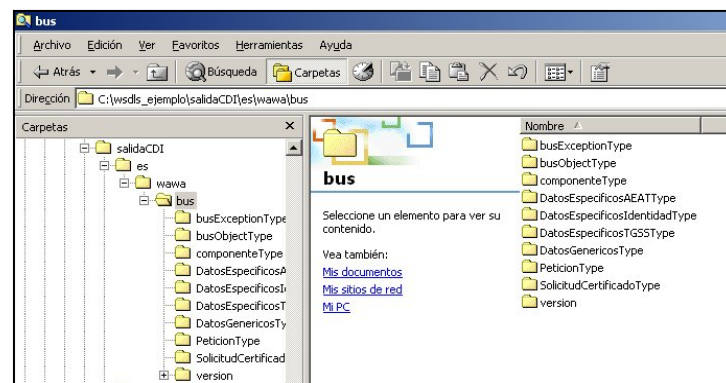 bus
Archivo Edición Ver Favoritos Herramientas Ayuda
Atrás Búsqueda Carpetas
Dirección C:\wsdls_ejemplo\salidaCDI\es\wawa\bus
Carpetas
salidaCDI
es
wawa
bus
busExceptionType
busObjectType
componenteType
DatosEspecificosA
DatosEspecificosI
DatosEspecificosT
DatosGenericosTy
PeticionType
SolicitudCertificad
version
bus
Seleccione un elemento para ver su
contenido.
Vea también:
Mis documentos
Mis sitios de red
Mi PC
Nombre
busExceptionType
busObjectType
componenteType
DatosEspecificosAEATType
DatosEspecificosIdentidadType
DatosEspecificosTGSSType
DatosGenericosType
PeticionType
SolicitudCertificadoType
version